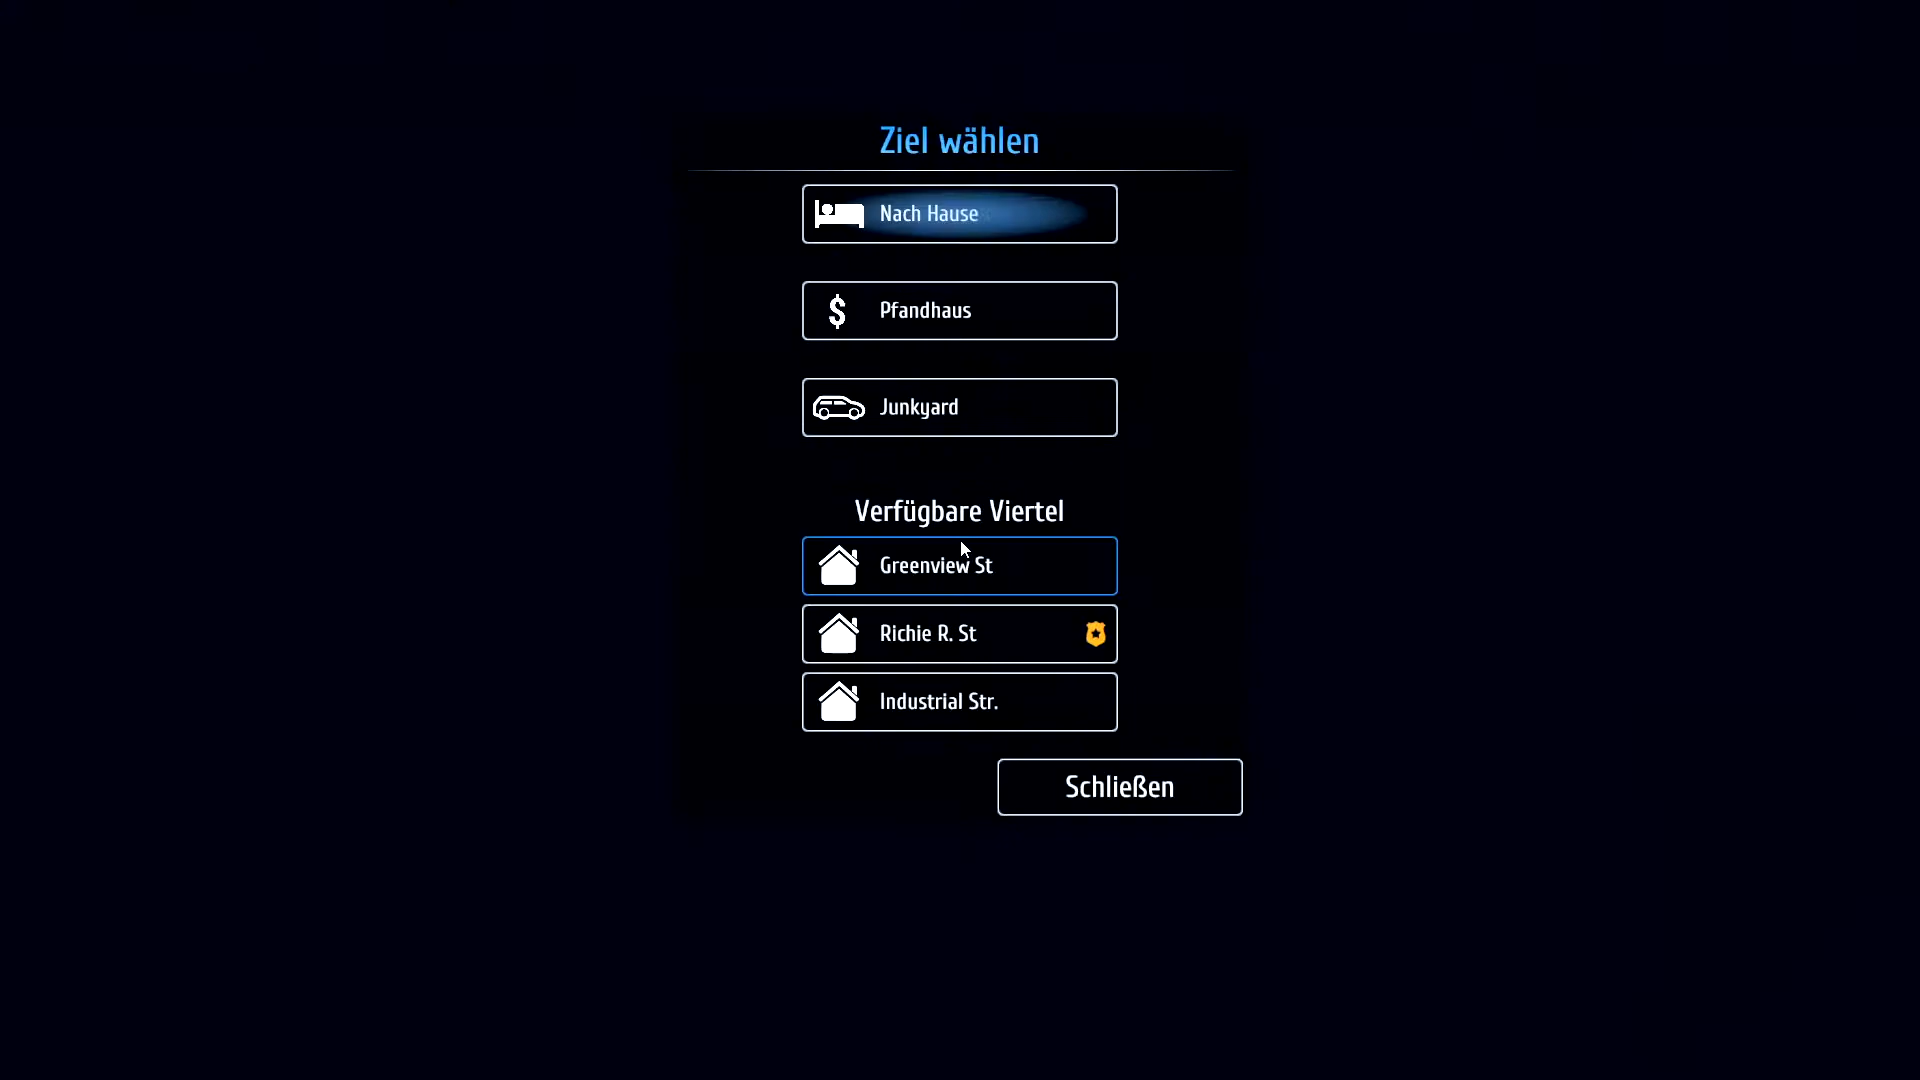 Ziel wählen
Nach Hause
Pfandhaus
Junkyard
Verfügbare Viertel
Greenview St
Richie R. St
Industrial Str.
Schließen